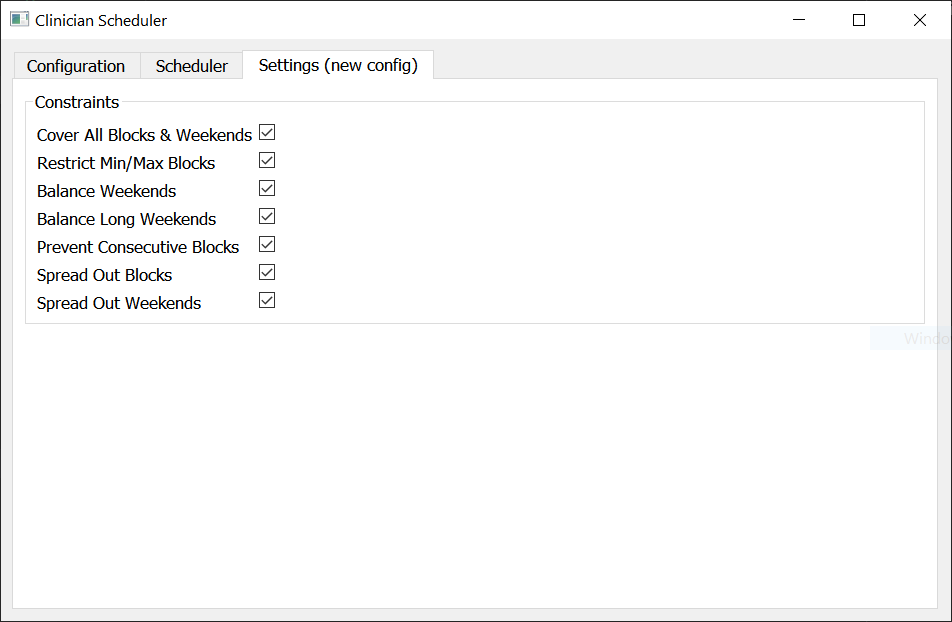 Clinician Scheduler
Configuration
Scheduler
Settings (new config)
Constraints
Cover All Blocks & Weekends
Restrict Min/Max Blocks
Balance Weekends
Balance Long Weekends
Prevent Consecutive Blocks
Spread Out Blocks
Spread Out Weekends